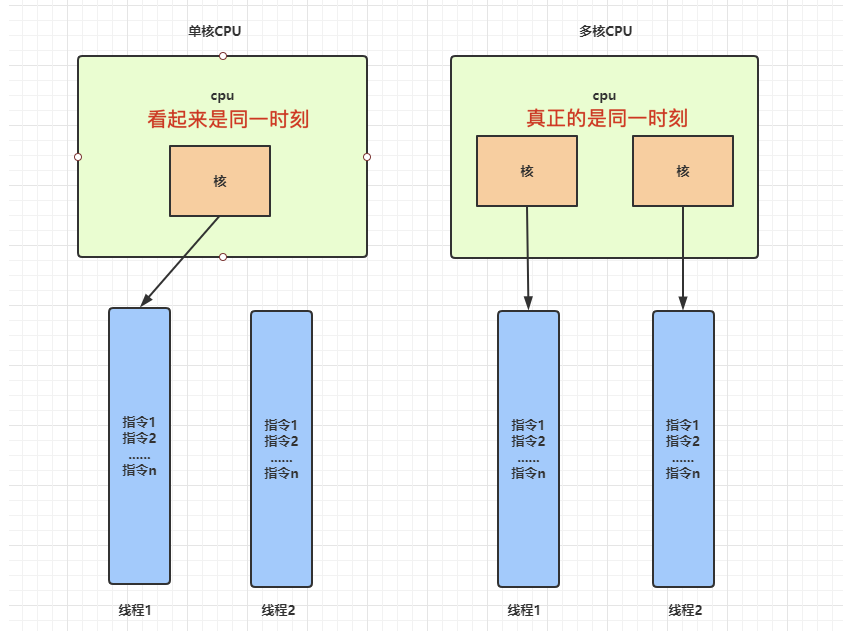 单核CPU
cpu
看起来是同一时刻
核
指令1
指令2
......
指令n
线程1
指令1
指令2
......
指令n
线程2
多核CPU
cpu
真正的是同一时刻
核
核
指令1
指令2
......
指令n
线程1
指令1
指令2
......
指令n
线程2